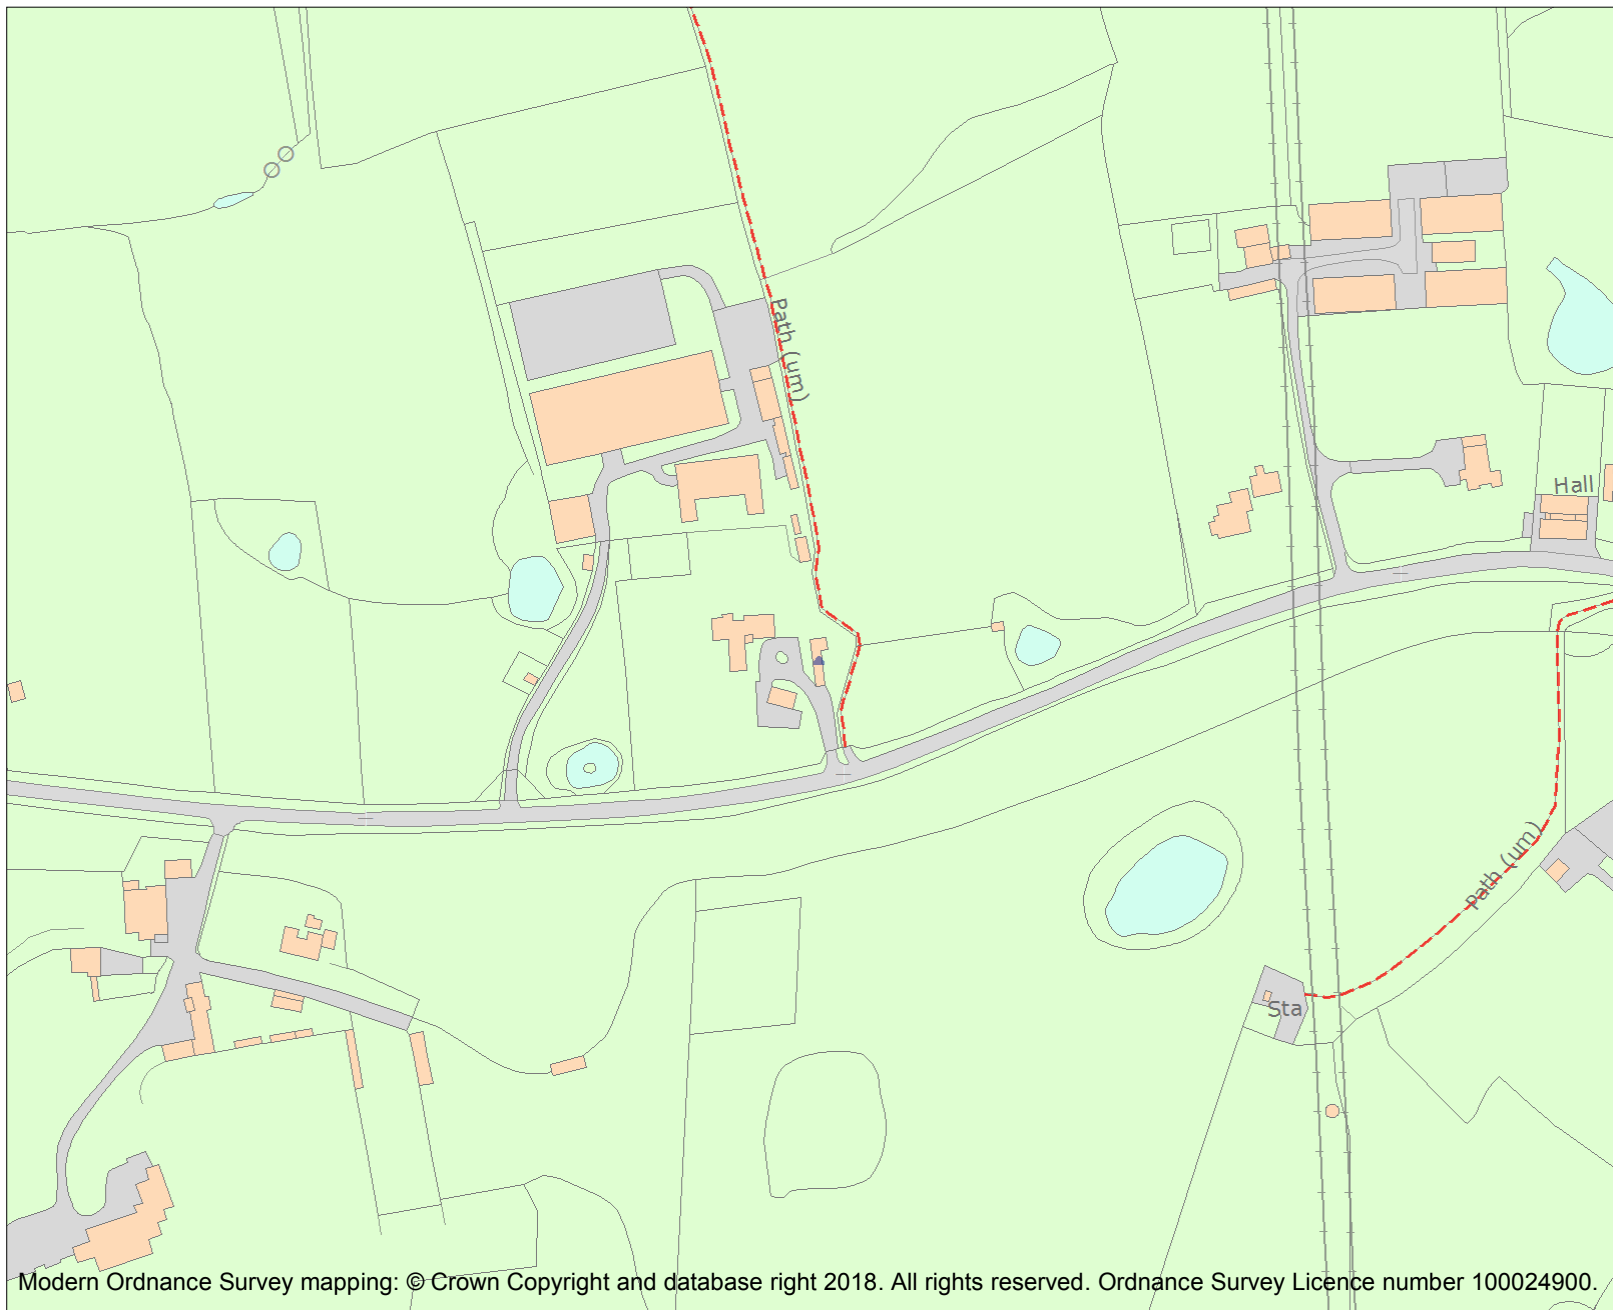 Path (um)
Hall
Path (um)
Sta
Modern Ordnance Survey mapping: © Crown Copyright and database right 2018. All rights reserved. Ordnance Survey Licence number 100024900.